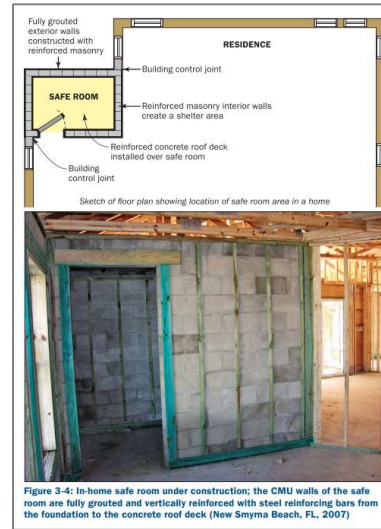 Fully grouted
exterior walls
constructed with
reinforced masonry
RESIDENCE
Building control joint
SAFE ROOM
Reinforced masonry interior walls
create a shelter area
Reinforced concrete roof deck
installed over safe room
Building
control joint
Sketch of floor plan showing location of safe room area in a home
Figure 3-4: In-home safe room under construction; the CMU walls of the safe
room are fully grouted and vertically reinforced with steel reinforcing bars from
the foundation to the concrete roof deck (New Smyrna Beach, FL, 2007)